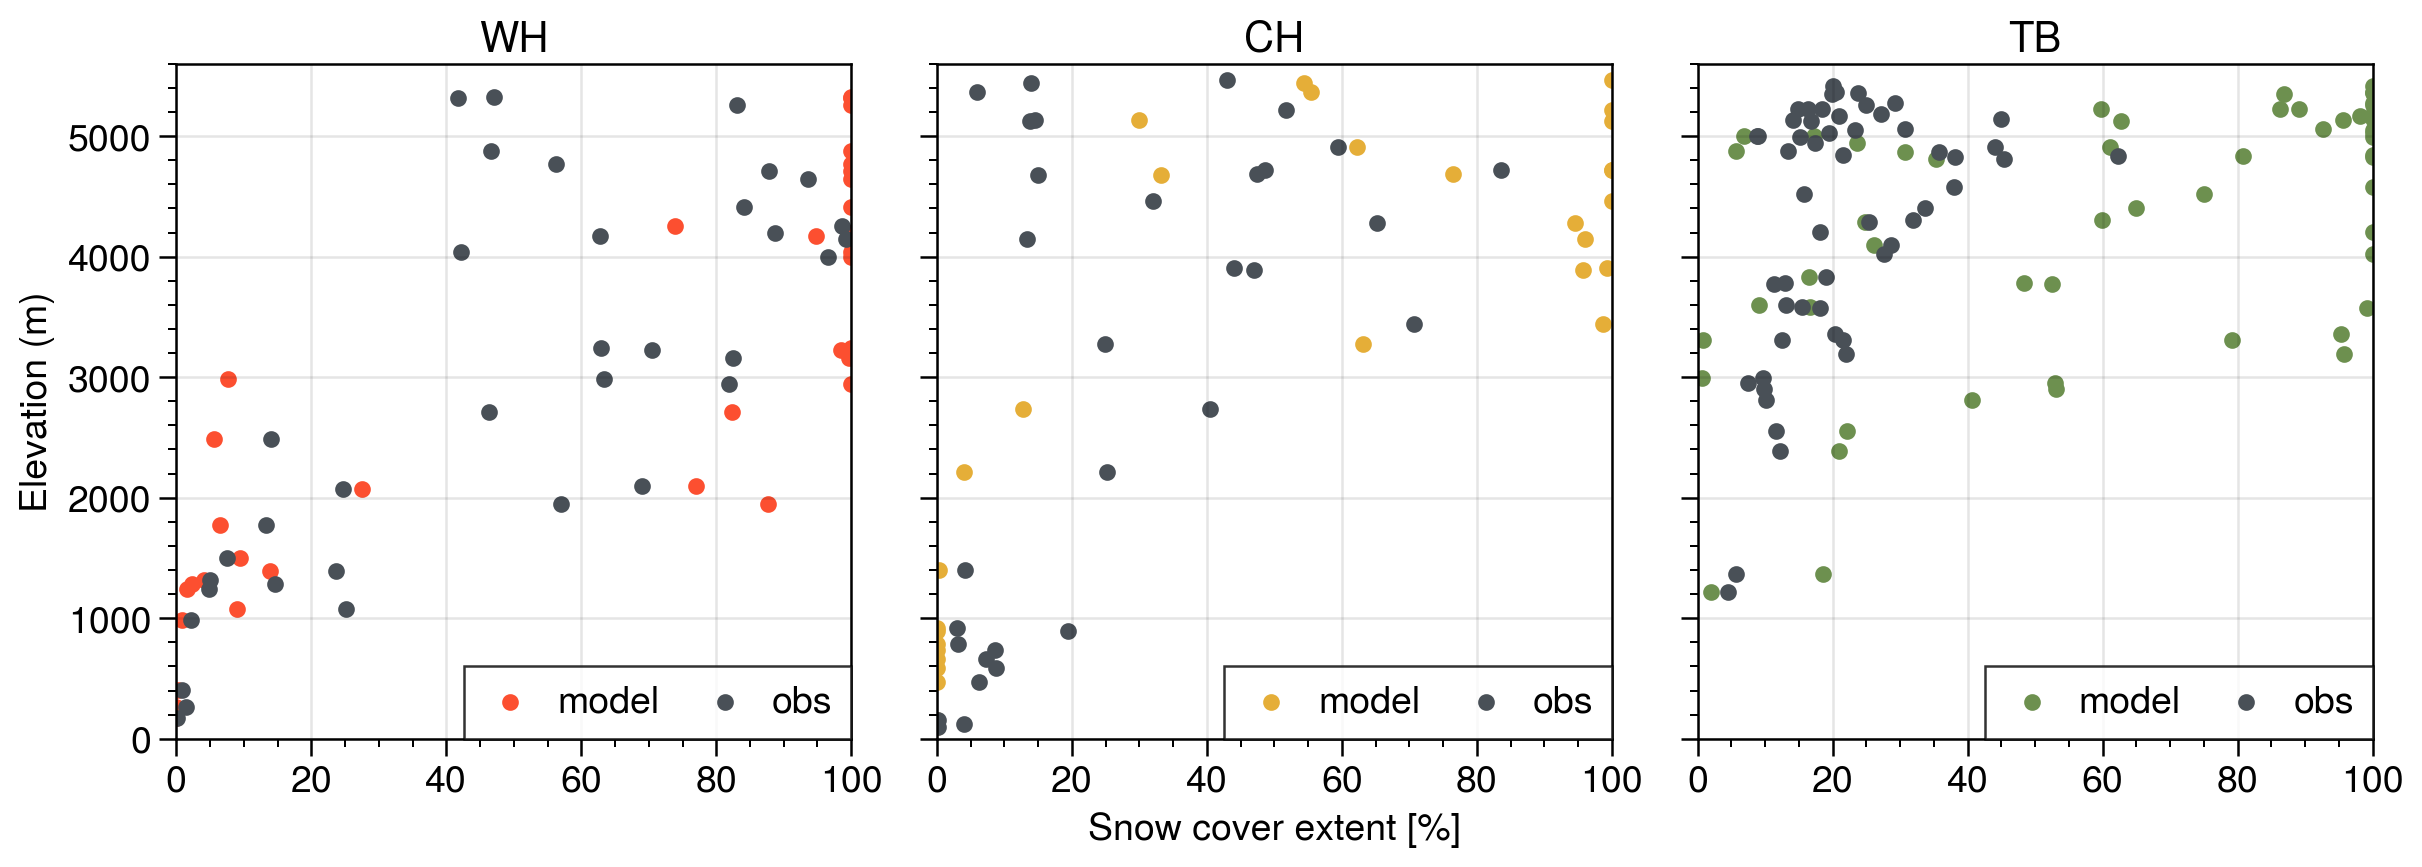 WH CH TB
Elevation (m)
5000
4000
3000
2000
1000
0
model obs model obs model obs
0 20 40 60 80 100 0 20 40 60 80 100 0 20 40 60 80 100
Snow cover extent [%]